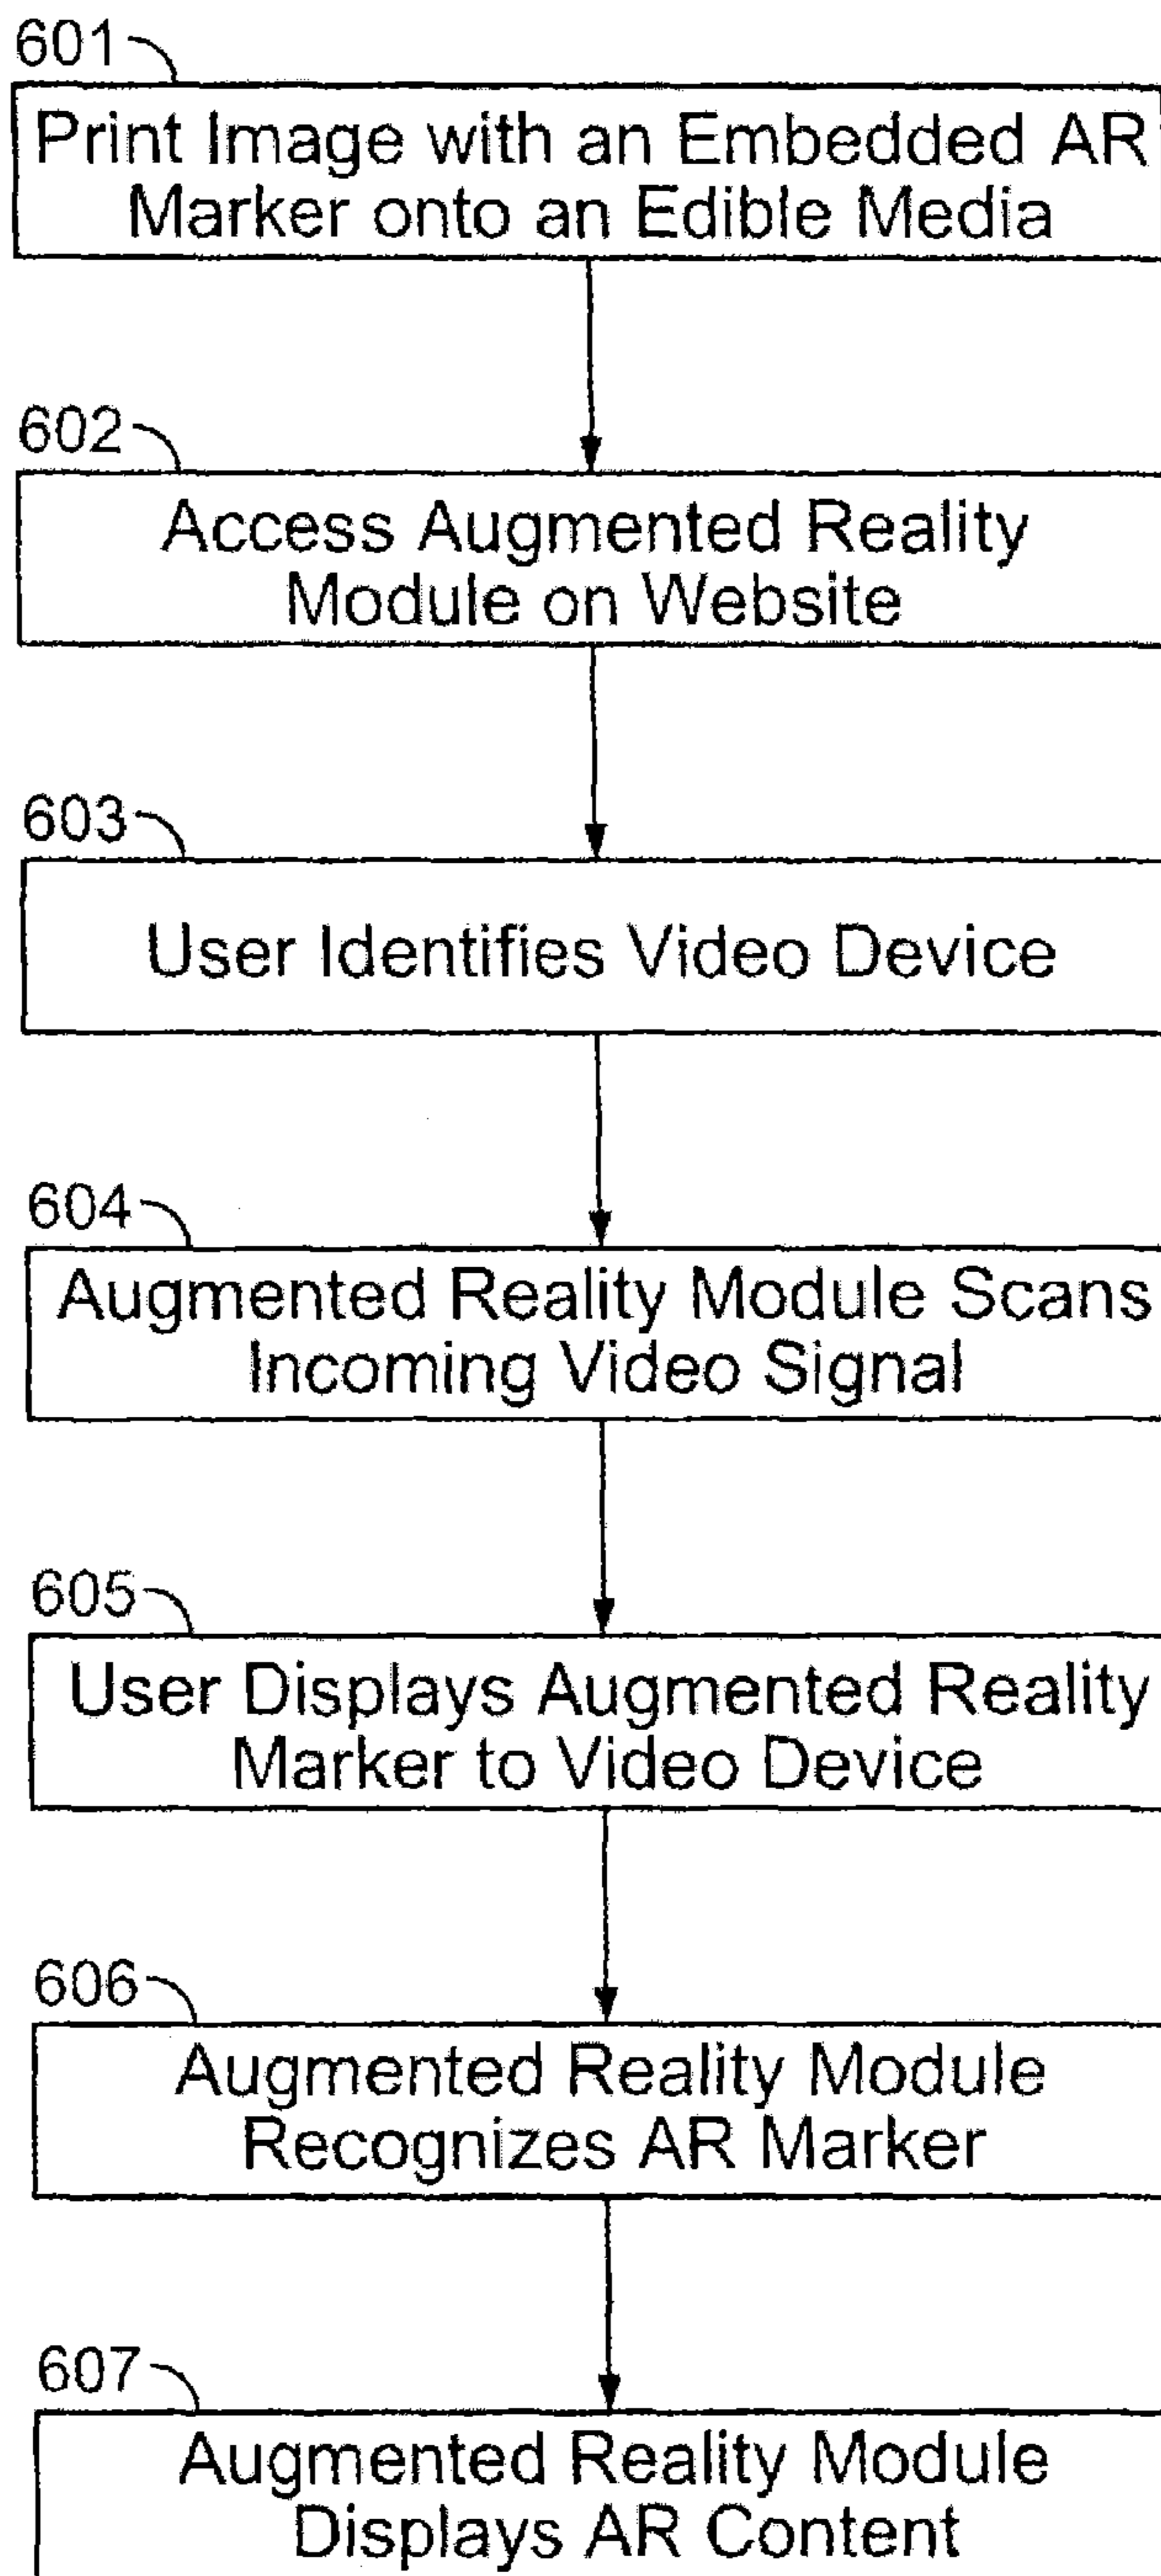 601
Print Image with an Embedded AR
Marker onto an Edible Media
602
Access Augmented Reality
Module on Website
603
User Identifies Video Device
604
Augmented Reality Module Scans
Incoming Video Signal
605
User Displays Augmented Reality
Marker to Video Device
606
Augmented Reality Module
Recognizes AR Marker
607
Augmented Reality Module
Displays AR Content